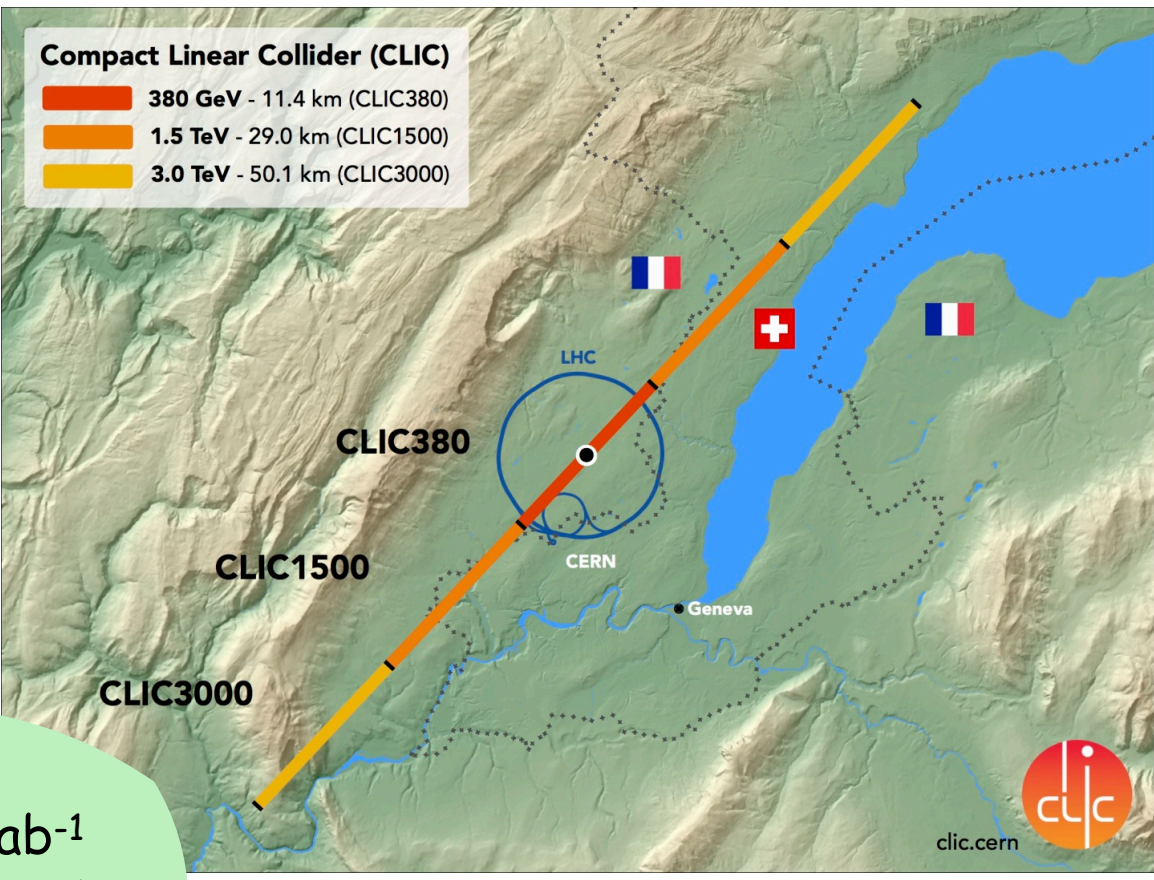 Compact Linear Collider (CLIC)
380 GeV - 11.4 km (CLIC380)
1.5 TeV - 29.0 km (CLIC1500)
3.0 TeV - 50.1 km (CLIC3000)
LHC
CLIC380
CLIC1500
CERN
Geneva
CLIC3000
ab-1
clic
clic.cern